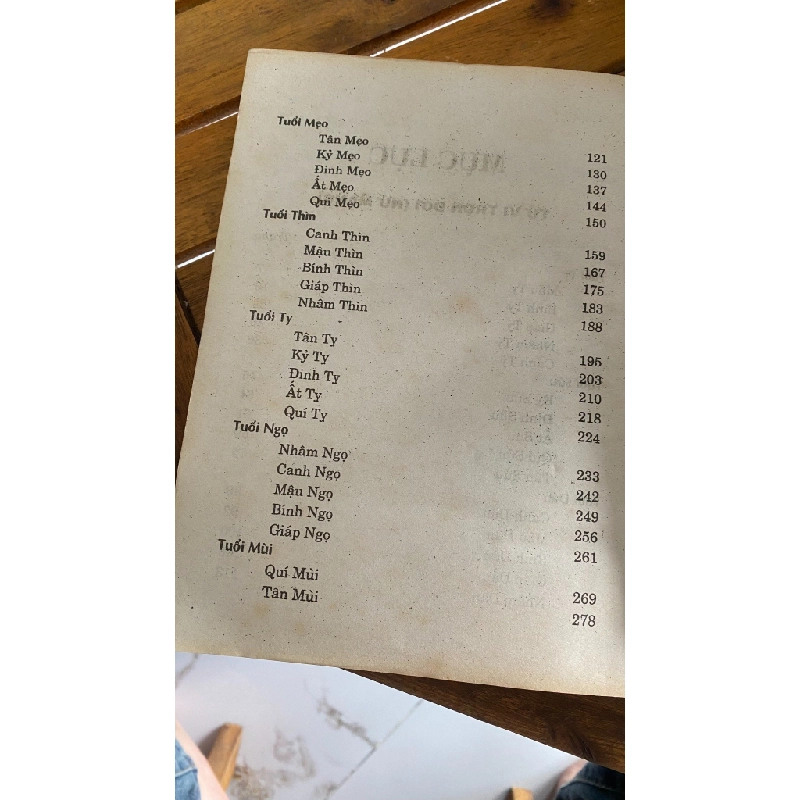 Tuổi Mẹo
Tân Mẹo 121
Kỷ Mẹo 130
Đinh Mẹo 137
Ất Mẹo 144
Quí Mẹo 150
Tuổi Thìn
Canh Thìn 159
Mậu Thìn 167
Bính Thìn 175
Giáp Thìn 183
Nhâm Thìn 188
Tuổi Tỵ
Tân Tỵ 195
Kỷ Tỵ 203
Đinh Tỵ 210
Ất Tỵ 218
Quí Tỵ 224
Tuổi Ngọ
Nhâm Ngọ 233
Canh Ngọ 242
Mậu Ngọ 249
Bính Ngọ 256
Giáp Ngọ 261
Tuổi Mùi
Quí Mùi 269
Tân Mùi 278
MỤC LỤC